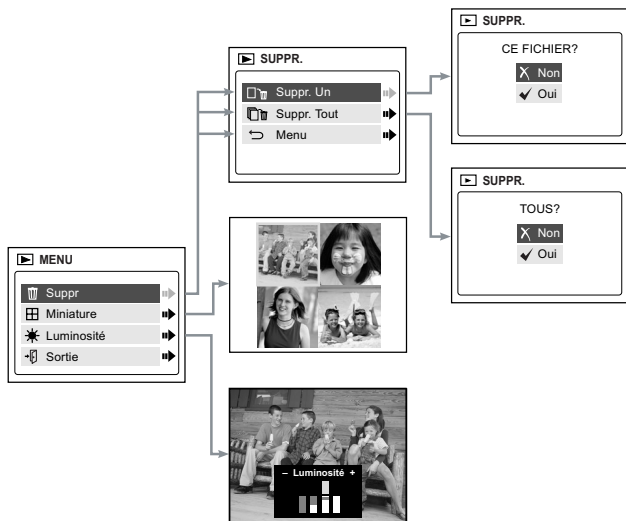 SUPPR.
Suppr. Un
Suppr. Tout
Menu
SUPPR.
CE FICHIER?
Non
Oui
SUPPR.
TOUS?
Non
Oui
MENU
Suppr
Miniature
Luminosité
Sortie
– Luminosité +